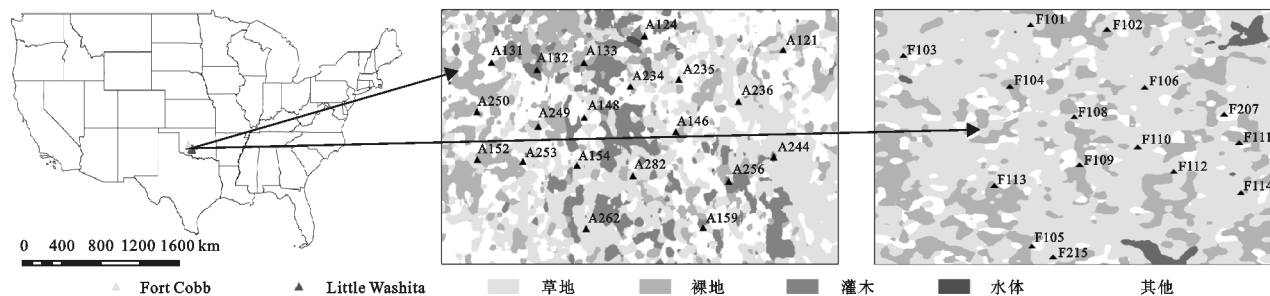 A124
A121
A131
A133
A132
A234
A235
A236
A250
A249
A148
A146
A152
A253
A154
A282
A244
A256
A262
A159
F101
F102
F103
F104
F106
F108
F207
F110
F111
F109
F112
F113
F114
F105
F215
0 400 800 1200 1600 km
Fort Cobb Little Washita 草地 裸地 灌木 水体 其他